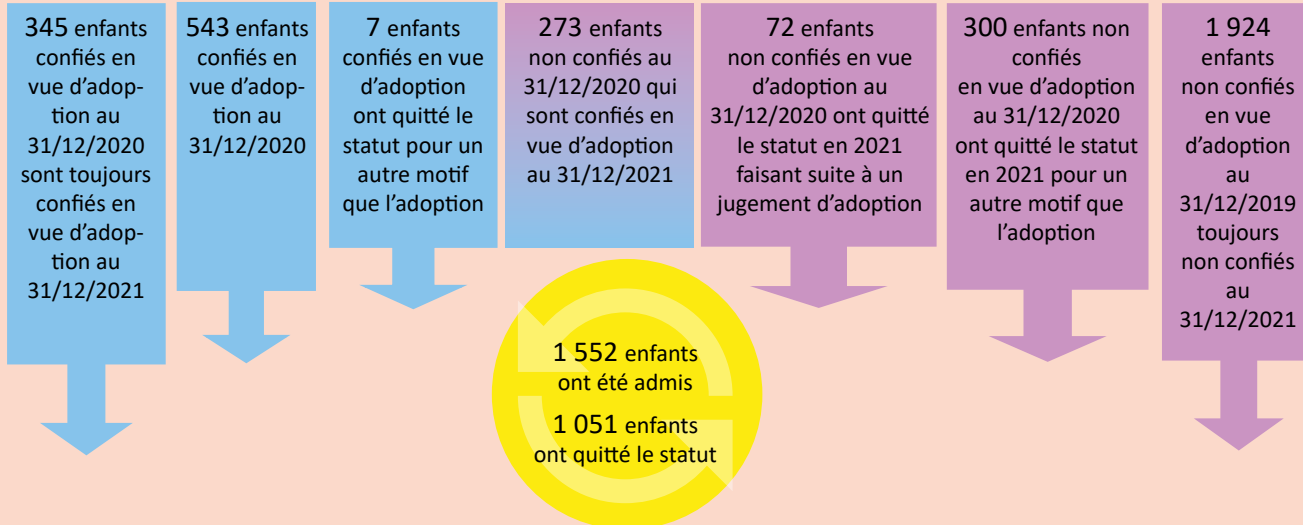 345 enfants
confiés en
vue d’adop-
tion au
31/12/2020
sont toujours
confiés en
vue d’adop-
tion au
31/12/2021
543 enfants
confiés en
vue d’adop-
tion au
31/12/2020
7 enfants
confiés en vue
d’adoption
ont quitté le
statut pour un
autre motif
que l’adoption
273 enfants
non confiés au
31/12/2020 qui
sont confiés en
vue d’adoption
au 31/12/2021
72 enfants
non confiés en vue
d’adoption au
31/12/2020 ont quitté
le statut en 2021
faisant suite à un
jugement d’adoption
300 enfants non
confiés
en vue d’adoption
au 31/12/2020
ont quitté le statut
en 2021 pour un
autre motif que
l’adoption
1 924
enfants
non confiés
en vue
d’adoption
au
31/12/2019
toujours
non confiés
au
31/12/2021
1 552 enfants
ont été admis
1 051 enfants
ont quitté le statut